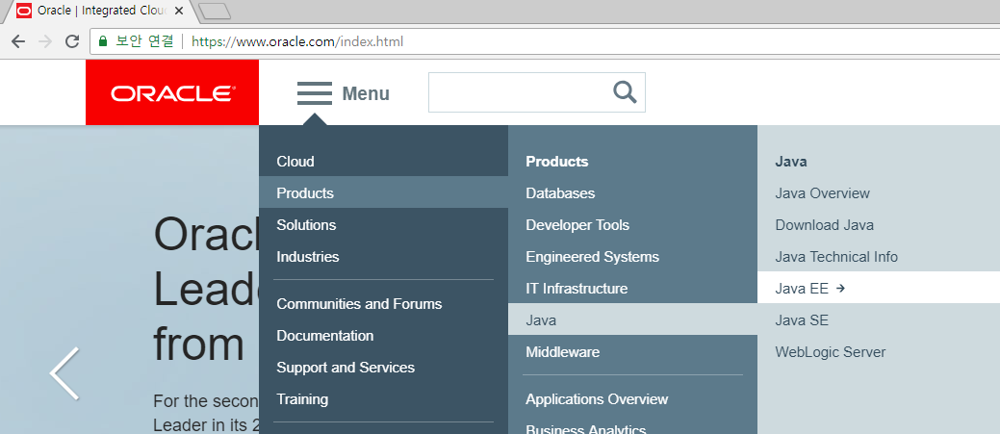 Oracle | Integrated Clou
보안 연결 | https://www.oracle.com/index.html
ORACLE
Menu
Cloud
Products
Solutions
Industries
Communities and Forums
Documentation
Support and Services
Training
Products
Databases
Developer Tools
Engineered Systems
IT Infrastructure
Java
Middleware
Applications Overview
Business Analytics
Java
Java Overview
Download Java
Java Technical Info
Java EE →
Java SE
WebLogic Server
Orac
Lead
from
For the secon
Leader in its 2